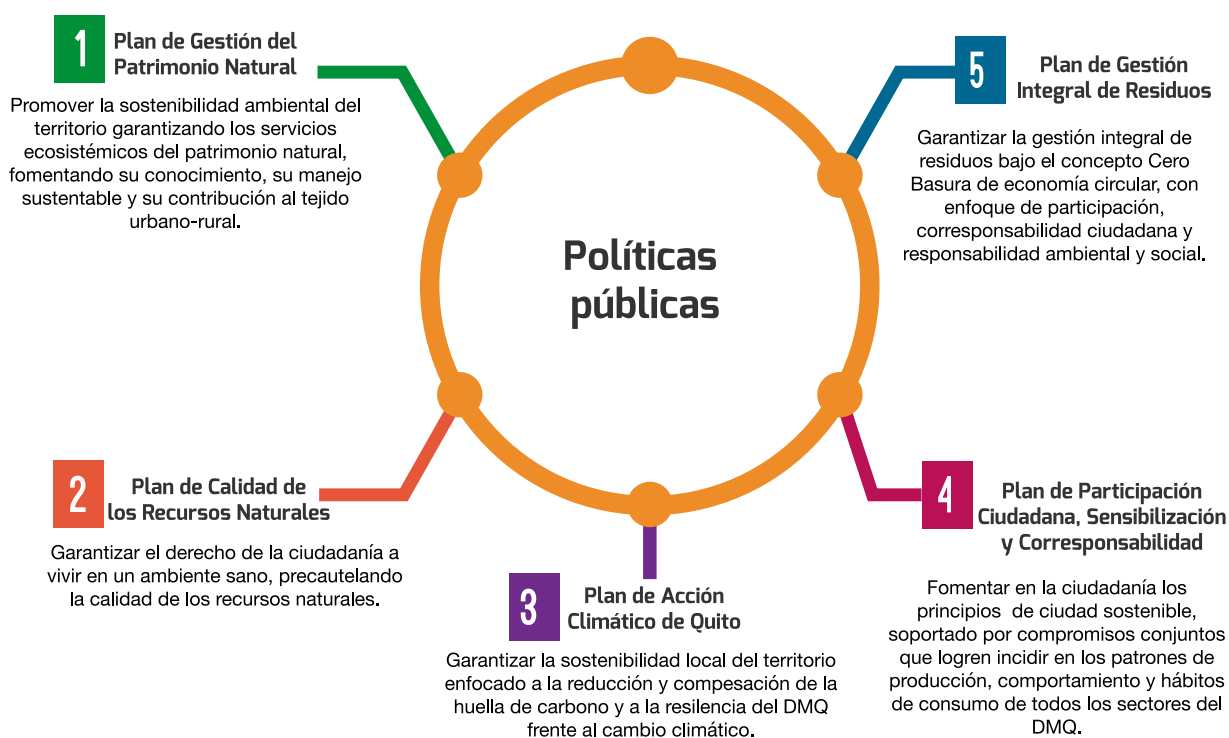 Políticas
públicas
1
Plan de Gestión del
Patrimonio Natural
Promover la sostenibilidad ambiental del
territorio garantizando los servicios
ecosistémicos del patrimonio natural,
fomentando su conocimiento, su manejo
sustentable y su contribución al tejido
urbano-rural.
2
Plan de Calidad de
los Recursos Naturales
Garantizar el derecho de la ciudadanía a
vivir en un ambiente sano, precautelando
la calidad de los recursos naturales.
3
Plan de Acción
Climático de Quito
Garantizar la sostenibilidad local del territorio
enfocado a la reducción y compesación de la
huella de carbono y a la resilencia del DMQ
frente al cambio climático.
4
Plan de Participación
Ciudadana, Sensibilización
y Corresponsabilidad
Fomentar en la ciudadanía los
principios de ciudad sostenible,
soportado por compromisos conjuntos
que logren incidir en los patrones de
producción, comportamiento y hábitos
de consumo de todos los sectores del
DMQ.
5
Plan de Gestión
Integral de Residuos
Garantizar la gestión integral de
residuos bajo el concepto Cero
Basura de economía circular, con
enfoque de participación,
corresponsabilidad ciudadana y
responsabilidad ambiental y social.